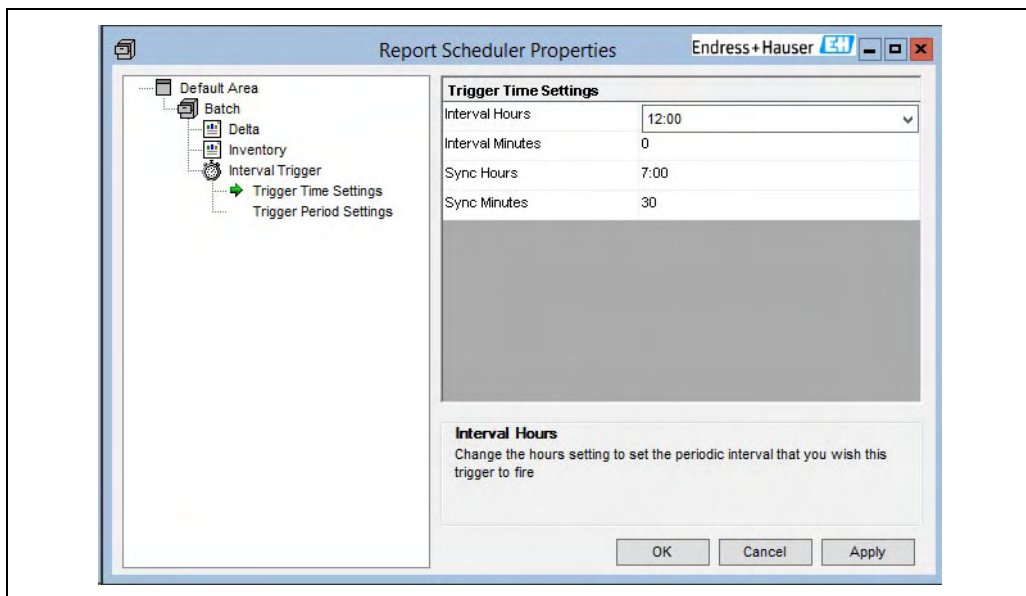 Report Scheduler Properties
Endress+Hauser EH
Default Area
Batch
Delta
Inventory
Interval Trigger
Trigger Time Settings
Trigger Period Settings
Trigger Time Settings
Interval Hours 12:00
Interval Minutes 0
Sync Hours 7:00
Sync Minutes 30
Interval Hours
Change the hours setting to set the periodic interval that you wish this
trigger to fire
OK Cancel Apply